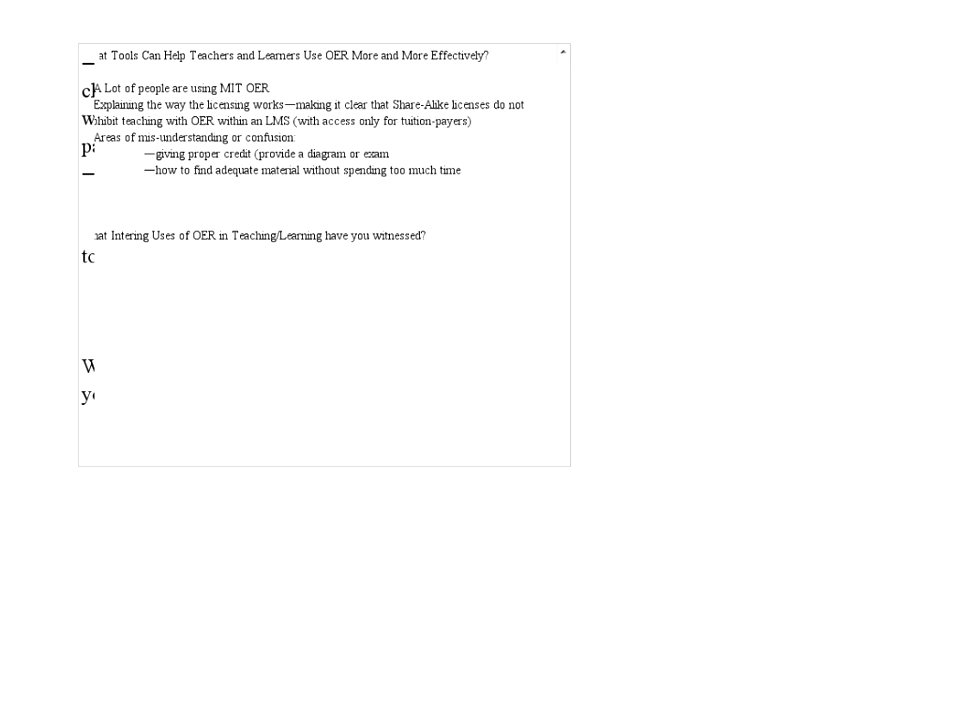 at Tools Can Help Teachers and Learners Use OER More and More Effectively?
A Lot of people are using MIT OER
Explaining the way the licensing works—making it clear that Share-Alike licenses do not
hibit teaching with OER within an LMS (with access only for tuition-payers)
Areas of mis-understanding or confusion:
—giving proper credit (provide a diagram or exam
—how to find adequate material without spending too much time
at Intering Uses of OER in Teaching/Learning have you witnessed?
to